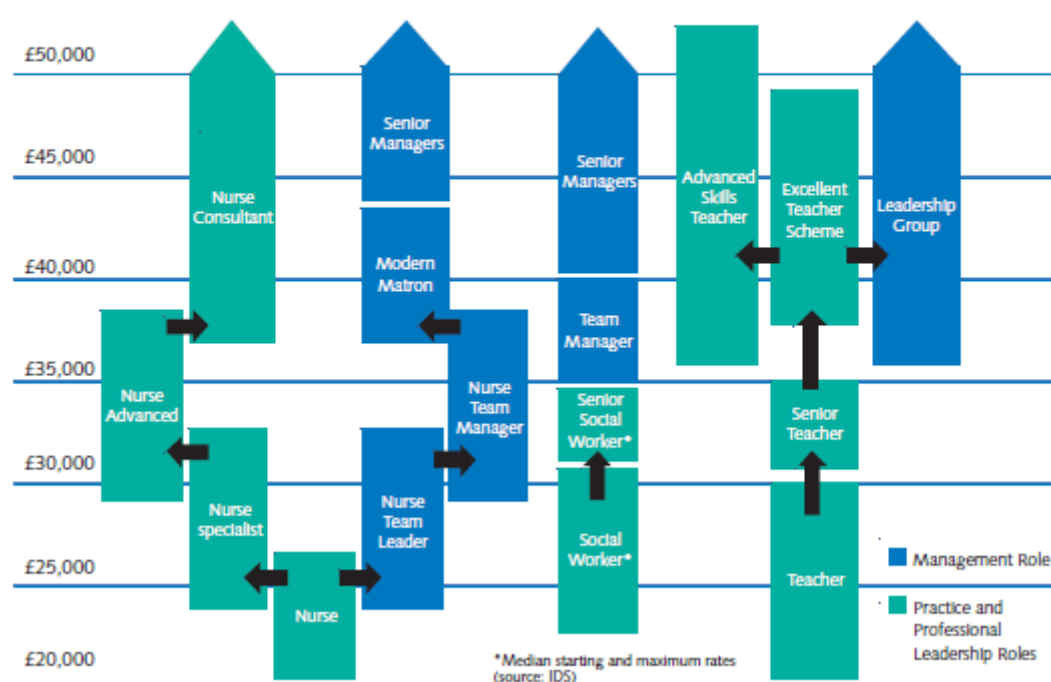 £50,000
£45,000
£40,000
£35,000
£30,000
£25,000
£20,000
Nurse
Advanced
Nurse
Consultant
Nurse
specialist
Nurse
Senior
Managers
Modern
Matron
Nurse
Team
Leader
Nurse
Team
Manager
Senior
Managers
Team
Manager
Senior
Social
Worker*
Social
Worker*
Advanced
Skills
Teacher
Excellent
Teacher
Scheme
Senior
Teacher
Teacher
Leadership
Group
Management Role
Practice and
Professional
Leadership Roles
*Median starting and maximum rates
(source: IDS)